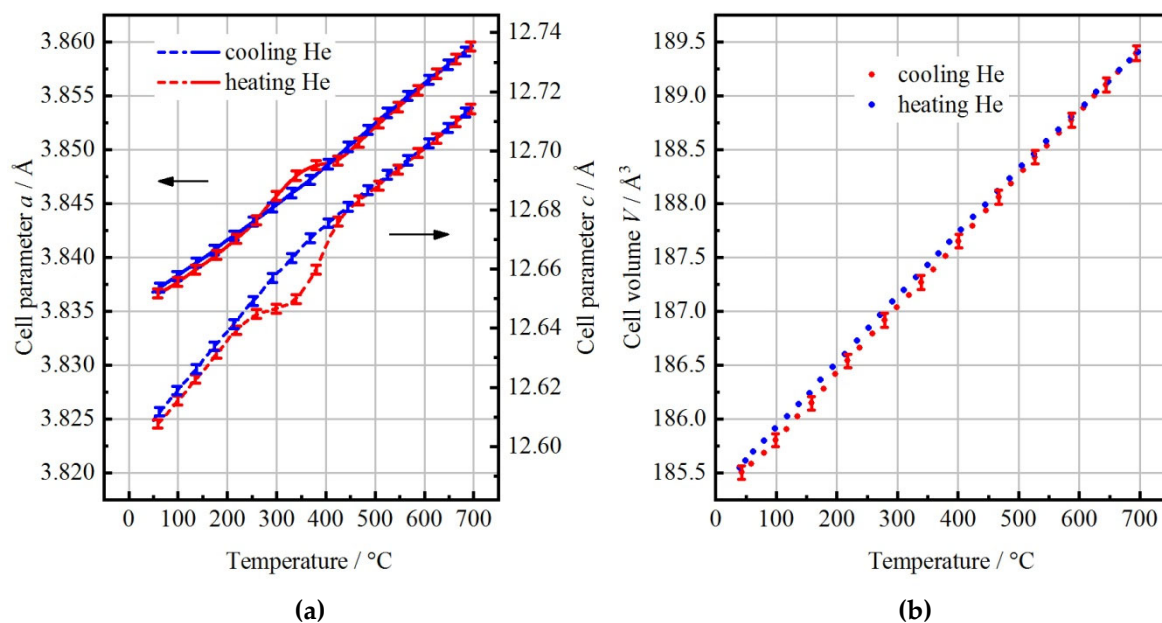 3.860
3.855
3.850
3.845
3.840
3.835
3.830
3.825
3.820
Cell parameter a / Å
cooling He
heating He
12.74
12.72
12.70
12.68
12.66
12.64
12.62
12.60
Cell parameter c / Å
0 100 200 300 400 500 600 700
Temperature / °C
(a)
189.5
189.0
188.5
188.0
187.5
187.0
186.5
186.0
185.5
Cell volume V / Å³
cooling He
heating He
0 100 200 300 400 500 600 700
Temperature / °C
(b)